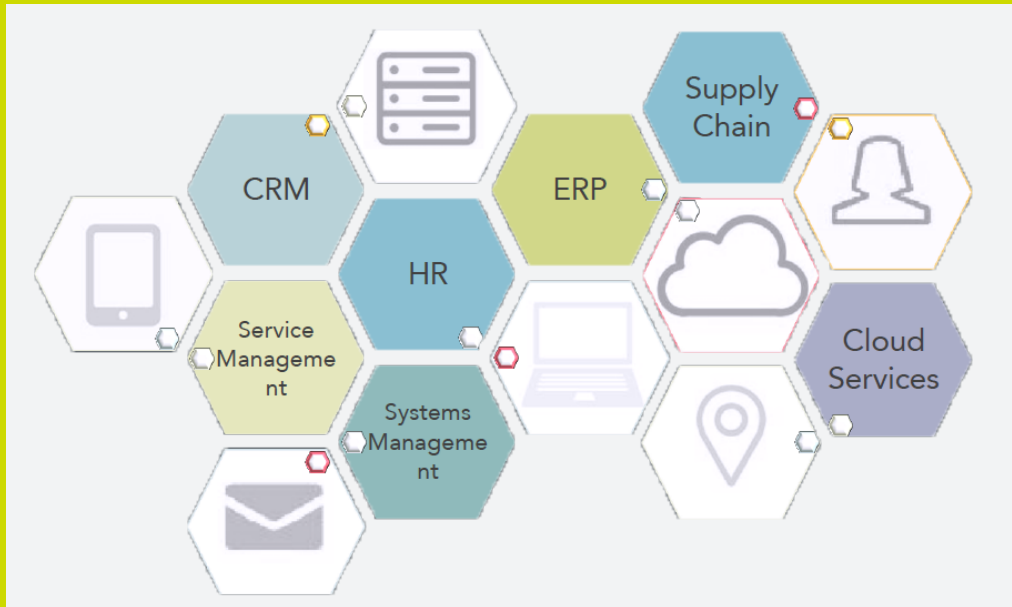 Supply
Chain
CRM
ERP
HR
Service
Manageme
nt
Cloud
Services
Systems
Manageme
nt